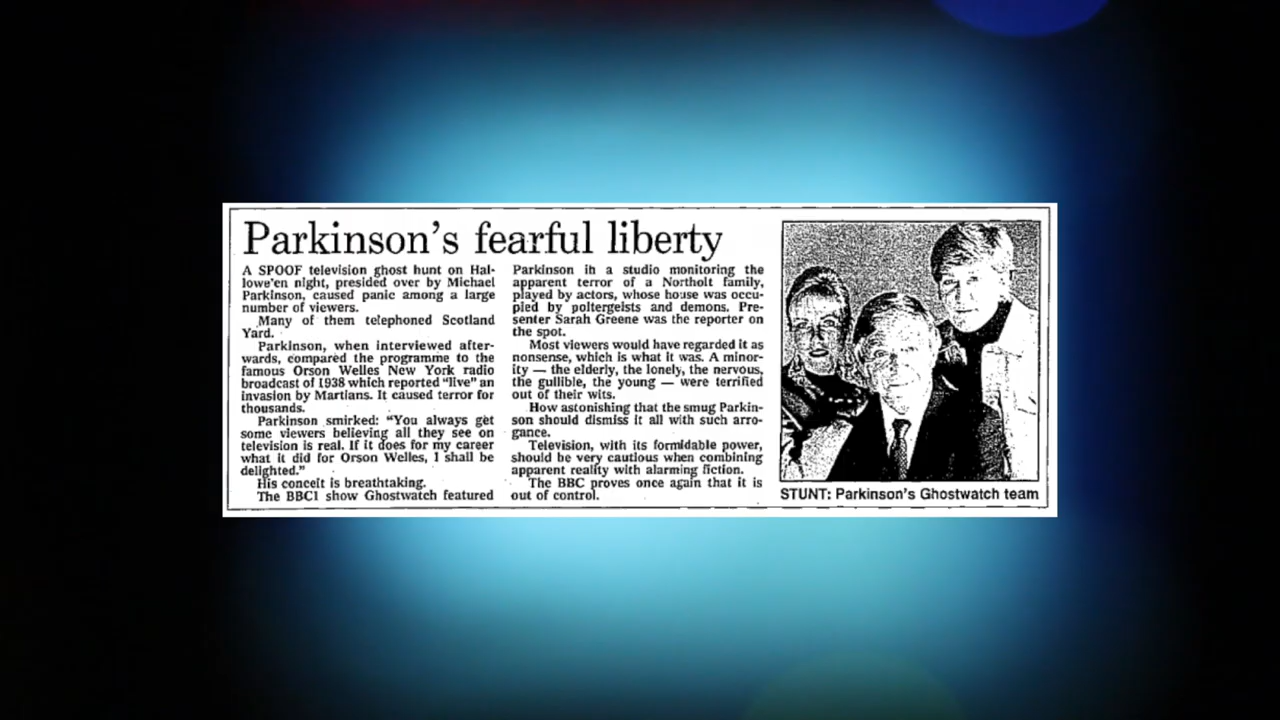 Parkinson's fearful liberty
A SPOOF television ghost hunt on Hal-
lowe'en night, presided over by Michael
Parkinson, caused panic among a large
number of viewers.
Many of them telephoned Scotland
Yard.
Parkinson, when interviewed after-
wards, compared the programme to the
famous Orson Welles New York radio
broadcast of 1938 which reported "live" an
invasion by Martians. It caused terror for
thousands.
Parkinson smirked: "You always get
some viewers believing all they see on
television is real. If it does for my career
what it did for Orson Welles, I shall be
delighted."
His conceit is breathtaking.
The BBC1 show Ghostwatch featured
Parkinson in a studio monitoring the
apparent terror of a Northolt family,
played by actors, whose house was occu-
pied by poltergeists and demons. Pre-
senter Sarah Greene was the reporter on
the spot.
Most viewers would have regarded it as
nonsense, which is what it was. A minor-
ity — the elderly, the lonely, the nervous,
the gullible, the young — were terrified
out of their wits.
How astonishing that the smug Parkin-
son should dismiss it all with such arro-
gance.
Television, with its formidable power,
should be very cautious when combining
apparent reality with alarming fiction.
The BBC proves once again that it is
out of control.
STUNT: Parkinson's Ghostwatch team